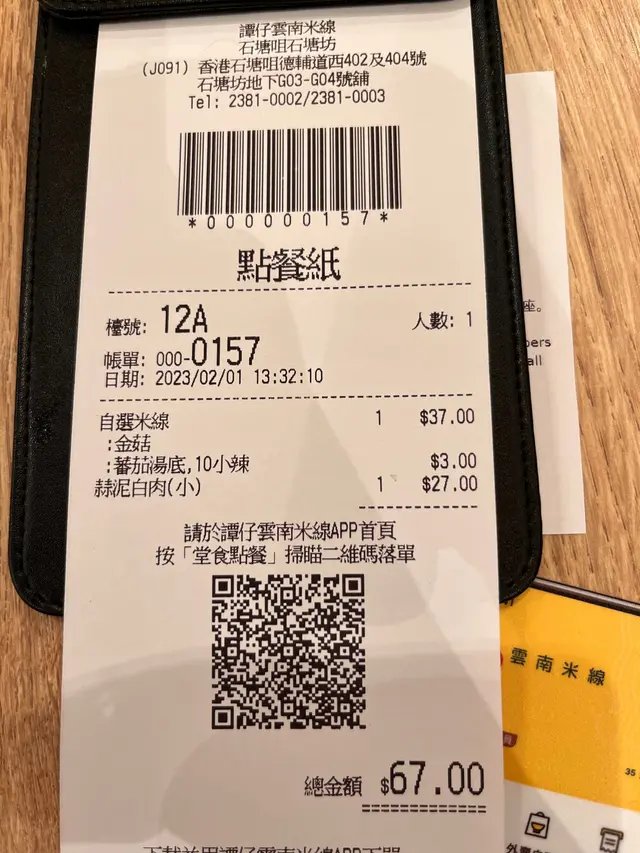 譚仔雲南米線
石塘咀石塘坊
(J091) 香港石塘咀德輔道西402及404號
石塘坊地下G03-G04號舖
Tel: 2381-0002/2381-0003
*000000157*
點餐紙
檯號: 12A 人數: 1
帳單: 000-0157
日期: 2023/02/01 13:32:10
自選米線 1 $37.00
:金菇
:蕃茄湯底,10小辣 $3.00
蒜泥白肉(小) 1 $27.00
請於譚仔雲南米線APP首頁
按「堂食點餐」掃瞄二維碼落單
總金額 $67.00
座。
all
雲南米線
35